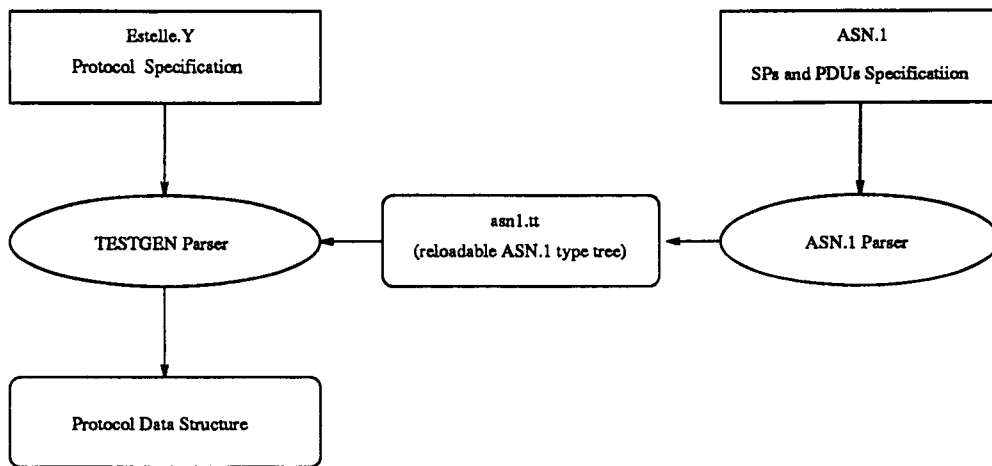 Estelle.Y
Protocol Specification
ASN.1
SPs and PDUs Specificatiion
TESTGEN Parser
asn1.tt
(reloadable ASN.1 type tree)
ASN.1 Parser
Protocol Data Structure